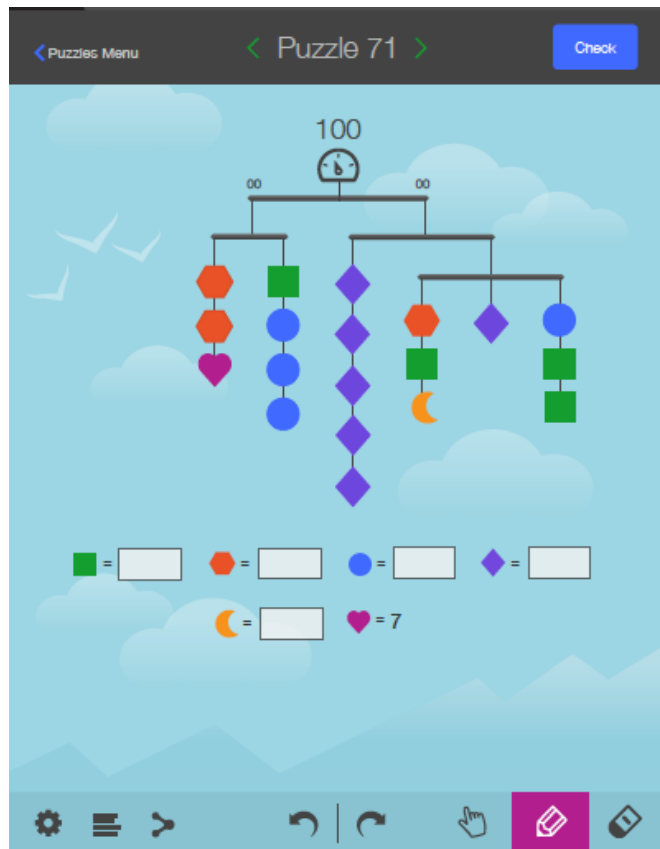 Puzzles Menu
Puzzle 71
Check
100
00 00
= = = =
= = 7